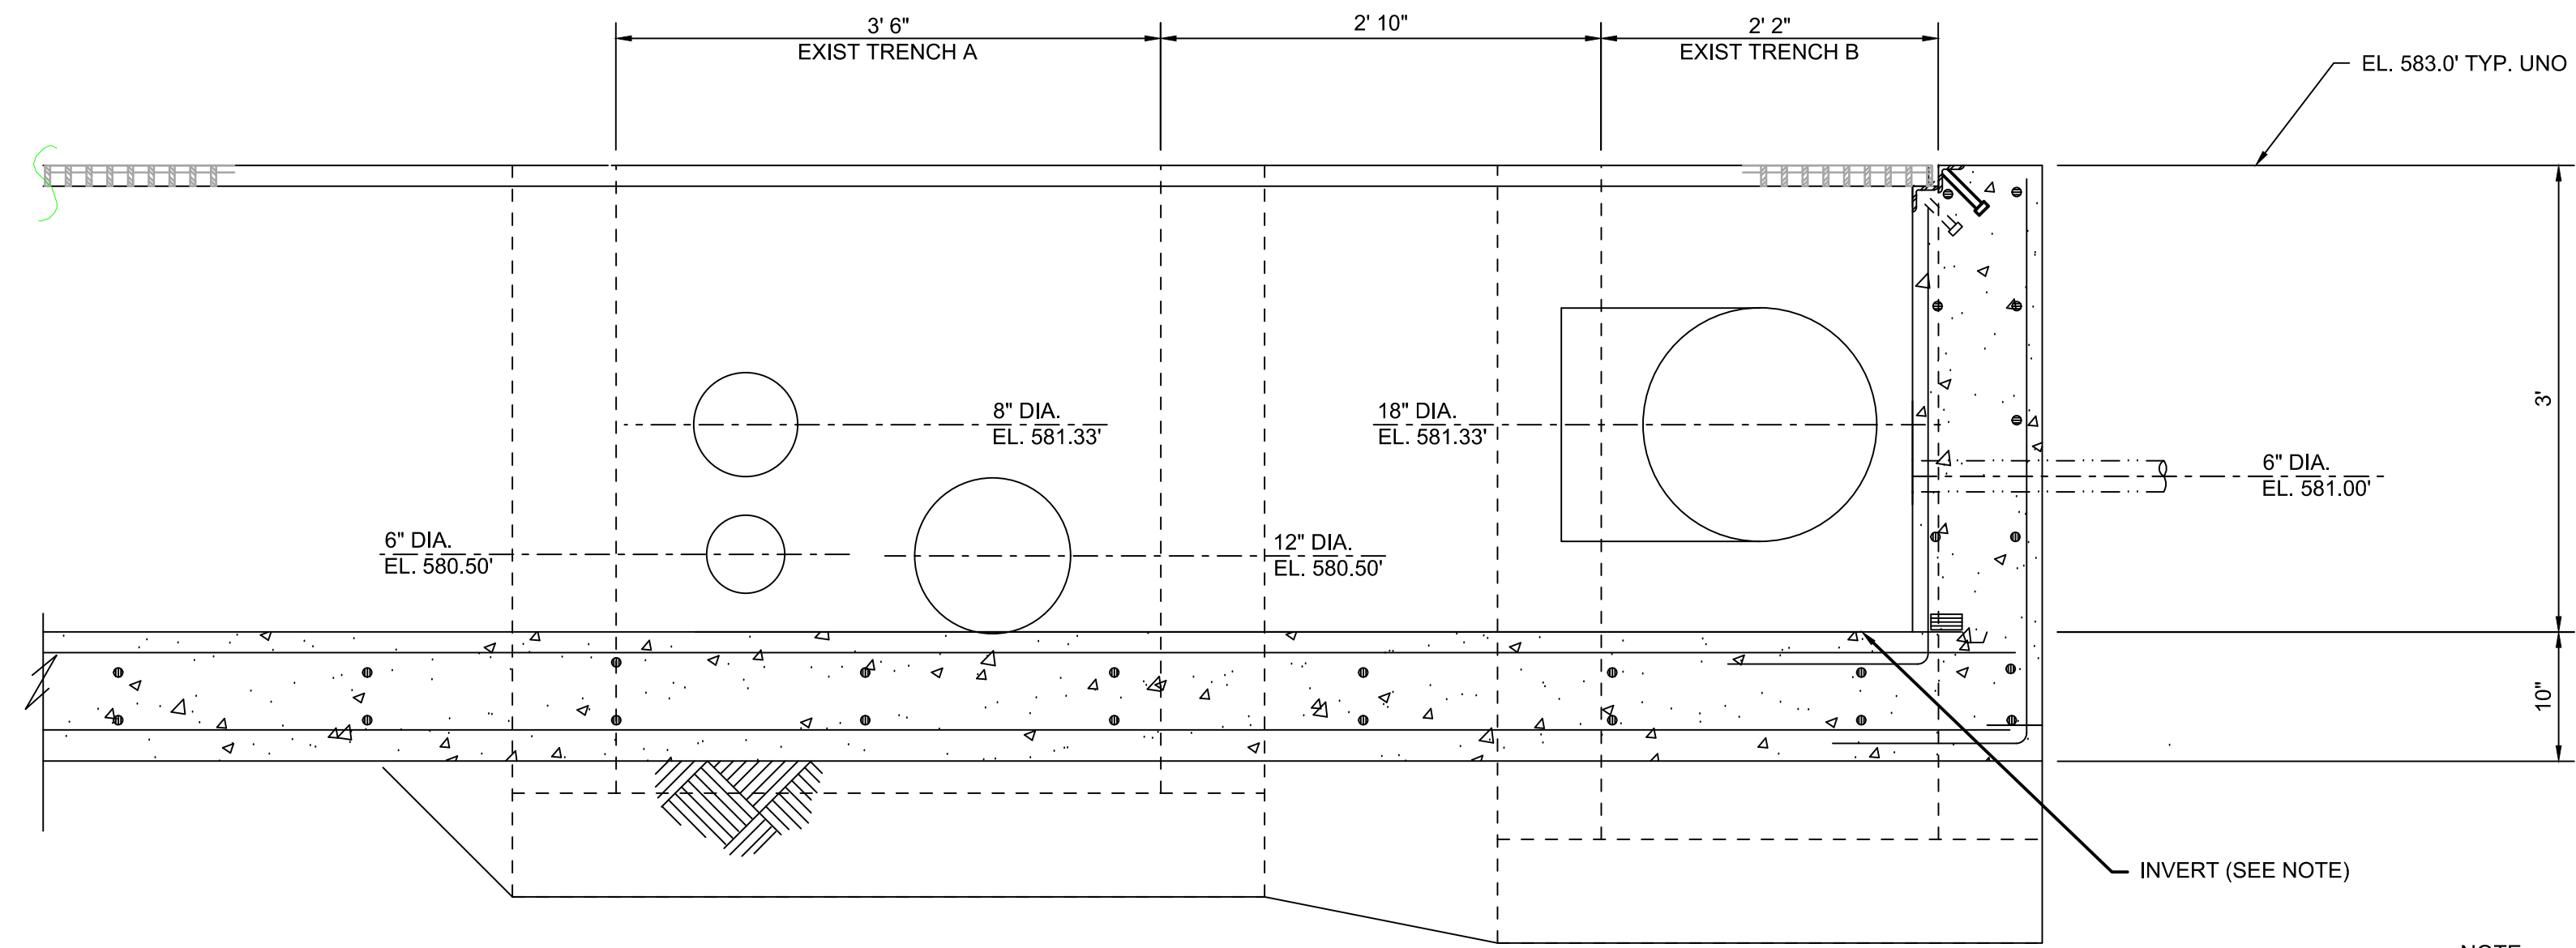 3' 6"
EXIST TRENCH A
2' 10"
2' 2"
EXIST TRENCH B
EL. 583.0' TYP. UNO
8" DIA.
EL. 581.33'
18" DIA.
EL. 581.33'
3'
6" DIA.
EL. 581.00'
6" DIA.
EL. 580.50'
12" DIA.
EL. 580.50'
10"
INVERT (SEE NOTE)